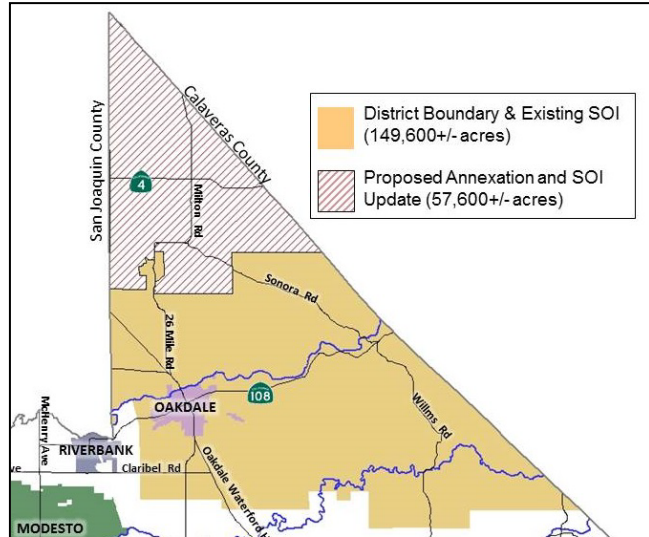 San Joaquin County
Calaveras County
District Boundary & Existing SOI
(149,600+/- acres)
Proposed Annexation and SOI
Update (57,600+/- acres)
4
Milton Rd
Sonora Rd
26 Mile Rd
108
OAKDALE
Willms Rd
McHenry Ave
RIVERBANK
Claribel Rd
ve
Oakdale Waterford
MODESTO